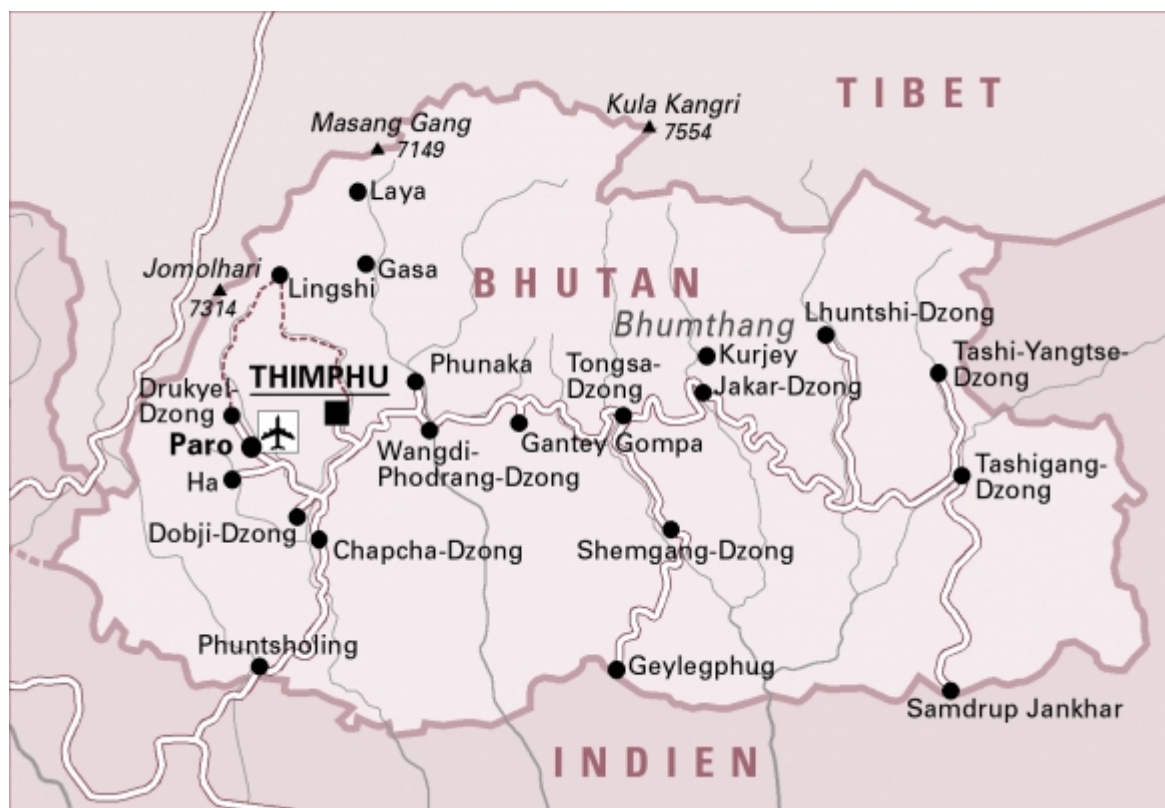 TIBET
Kula Kangri
7554
Masang Gang
7149
Laya
Jomolhari
7314
Lingshi
Gasa
BHUTAN
Bhumthang
Lhuntshi-Dzong
Kurjey
Tashi-Yangtse-
Dzong
THIMPHU
Phunaka
Tongsa-
Dzong
Jakar-Dzong
Drukyel-
Dzong
Paro
Wangdi-
Phodrang-Dzong
Gantey Gompa
Ha
Tashigang-
Dzong
Dobji-Dzong
Chapcha-Dzong
Shemgang-Dzong
Phuntsholing
Geylegphug
Samdrup Jankhar
INDIEN